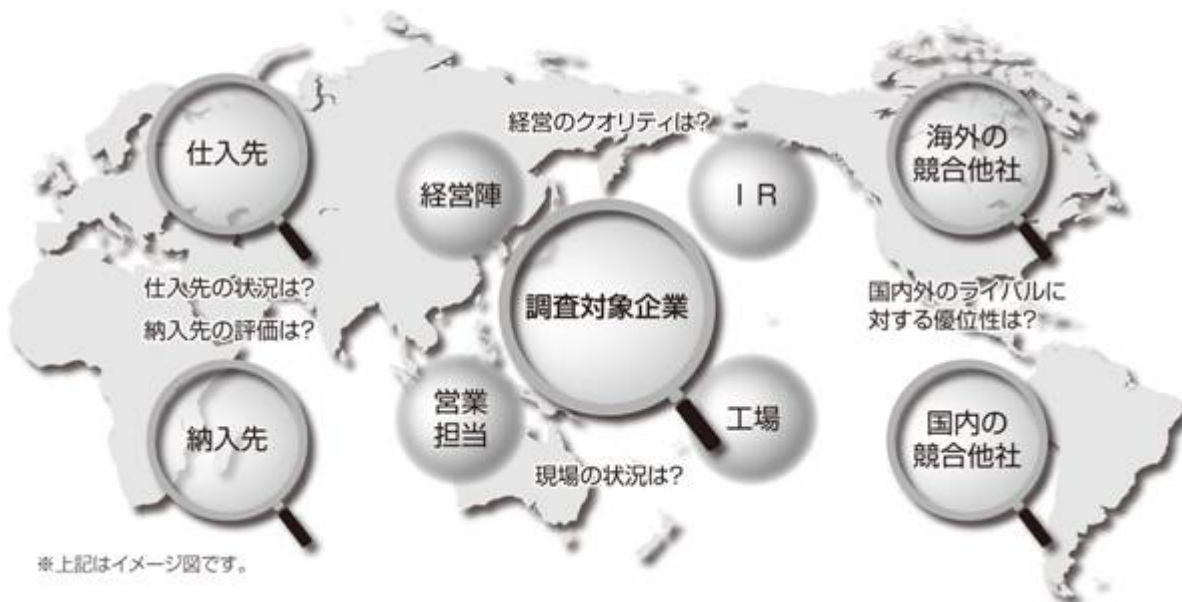 仕入先
経営のクオリティは?
海外の
競合他社
経営陣
IR
仕入先の状況は?
納入先の評価は?
調査対象企業
国内外のライバルに
対する優位性は?
納入先
営業
担当
工場
国内の
競合他社
現場の状況は?
※上記はイメージ図です。